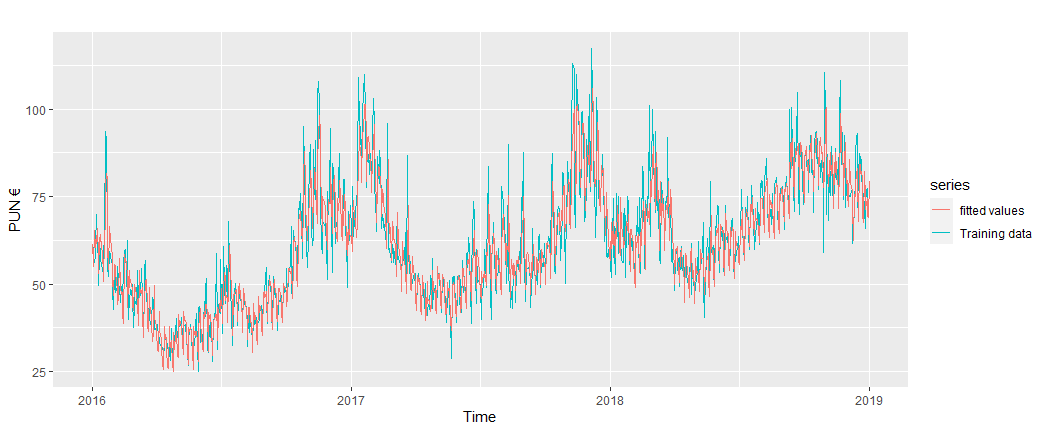 100
75
50
25
PUN €
2016
2017
2018
2019
Time
series
fitted values
Training data